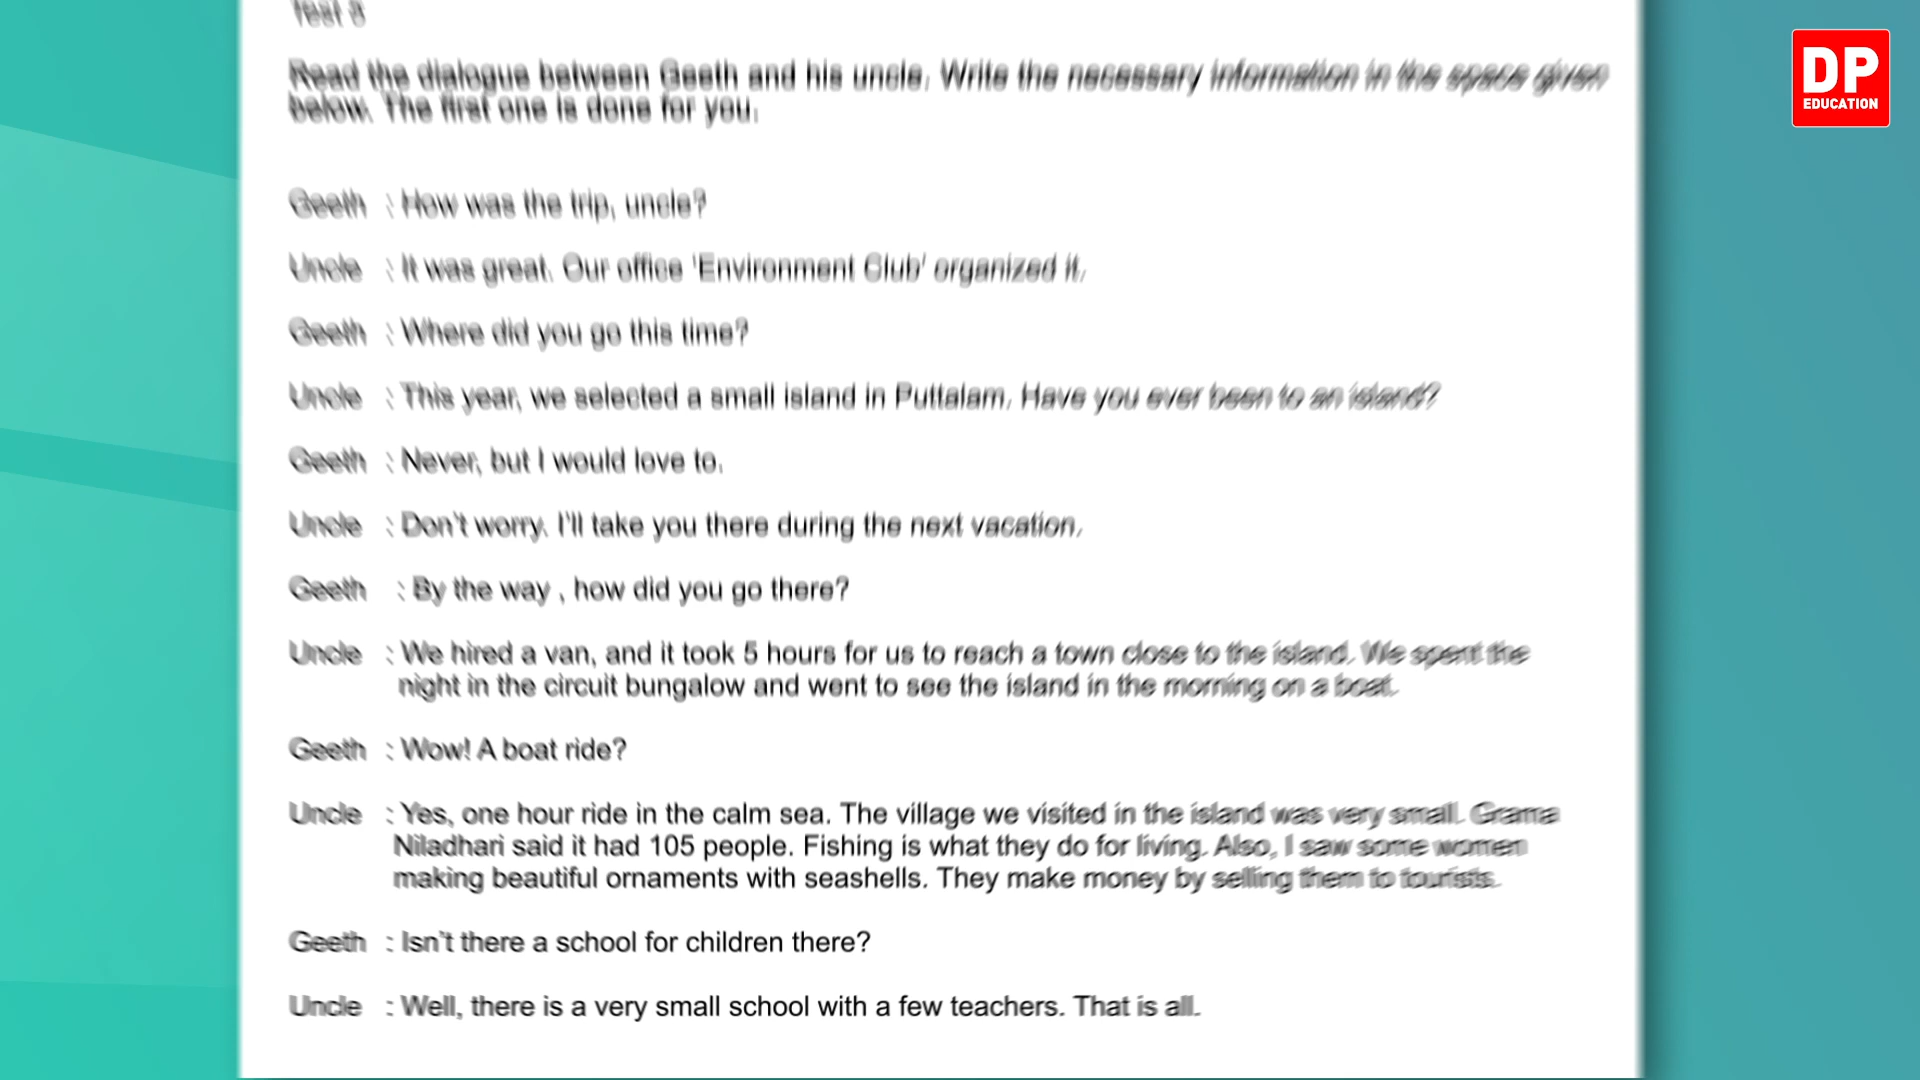 Test 8
DP
EDUCATION
Read the dialogue between Geeth and his uncle. Write the necessary information in the space given
below. The first one is done for you.
Geeth : How was the trip, uncle?
Uncle : It was great. Our office 'Environment Club' organized it.
Geeth : Where did you go this time?
Uncle : This year, we selected a small island in Puttalam. Have you ever been to an island?
Geeth : Never, but I would love to.
Uncle : Don't worry. I'll take you there during the next vacation.
Geeth : By the way , how did you go there?
Uncle : We hired a van, and it took 5 hours for us to reach a town close to the island. We spent the
night in the circuit bungalow and went to see the island in the morning on a boat.
Geeth : Wow! A boat ride?
Uncle : Yes, one hour ride in the calm sea. The village we visited in the island was very small. Grama
Niladhari said it had 105 people. Fishing is what they do for living. Also, I saw some women
making beautiful ornaments with seashells. They make money by selling them to tourists.
Geeth : Isn't there a school for children there?
Uncle : Well, there is a very small school with a few teachers. That is all.